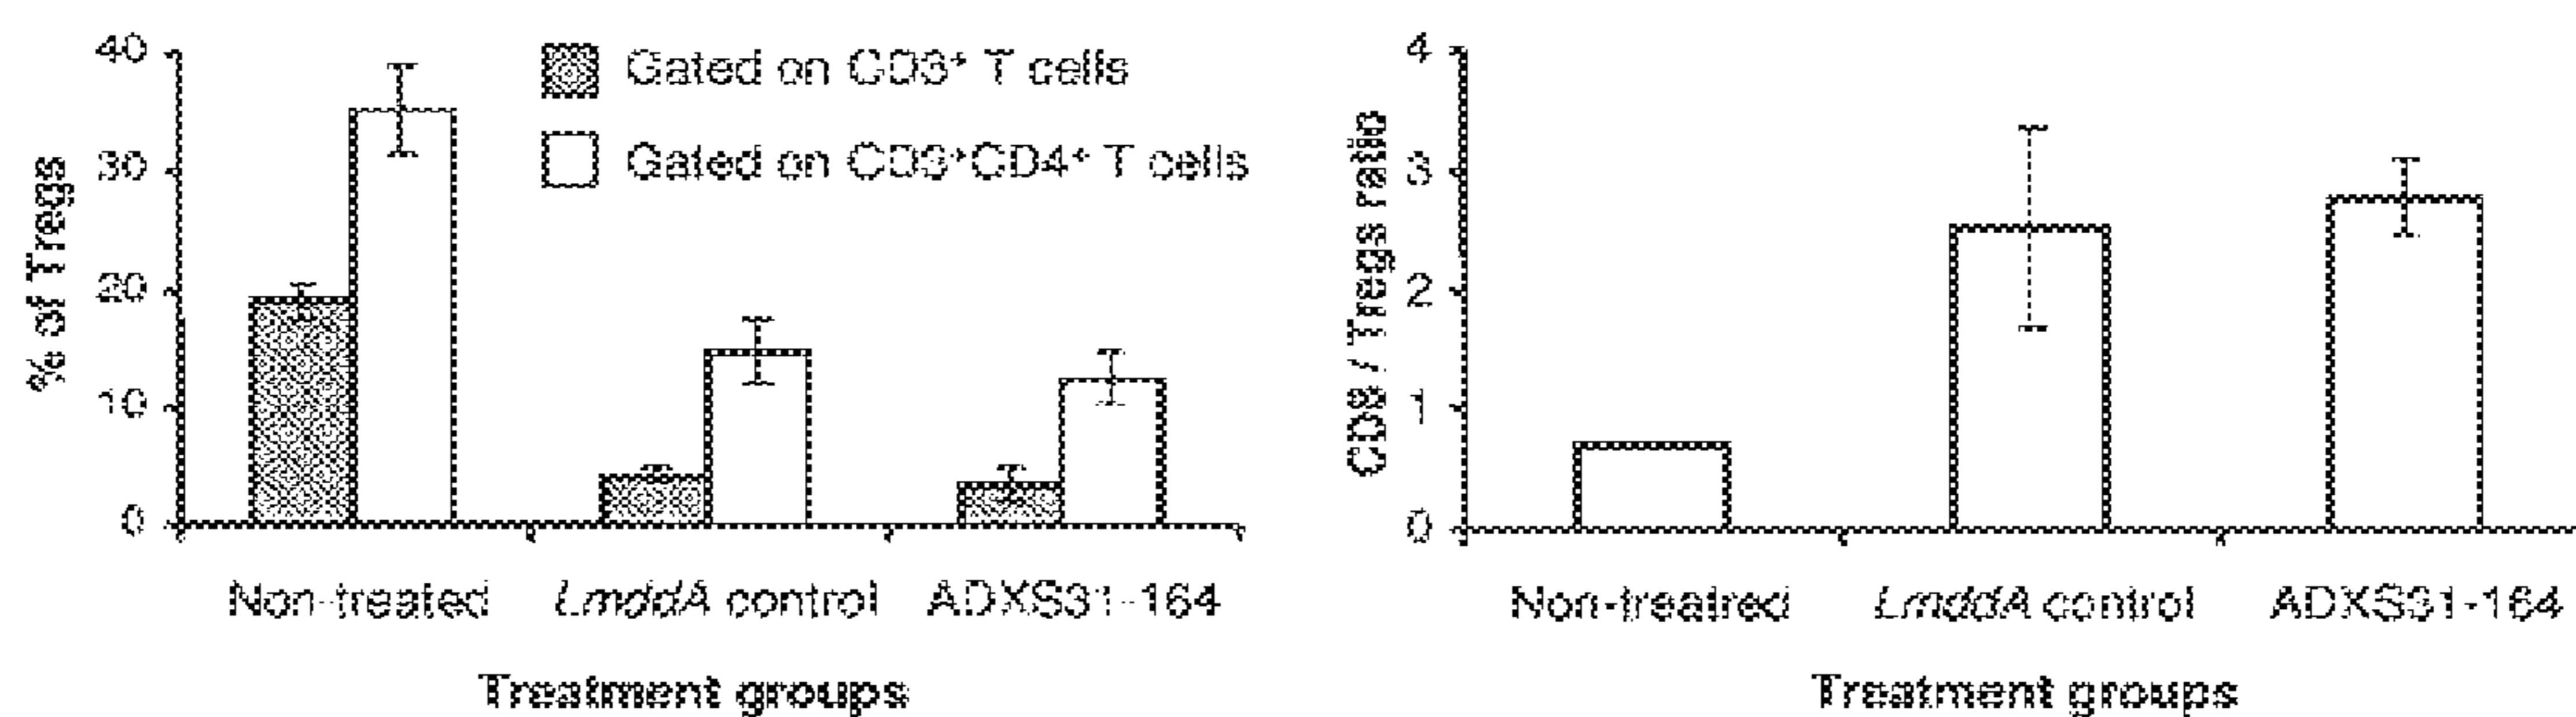 % of Tregs
40
30
20
10
0
Gated on CD3⁺ T cells
Gated on CD3⁺CD4⁺ T cells
Non-treated LmddA control ADXS31-164
Treatment groups
CD8 / Tregs ratio
4
3
2
1
0
Non-treatred LmddA control ADXS31-164
Treatment groups